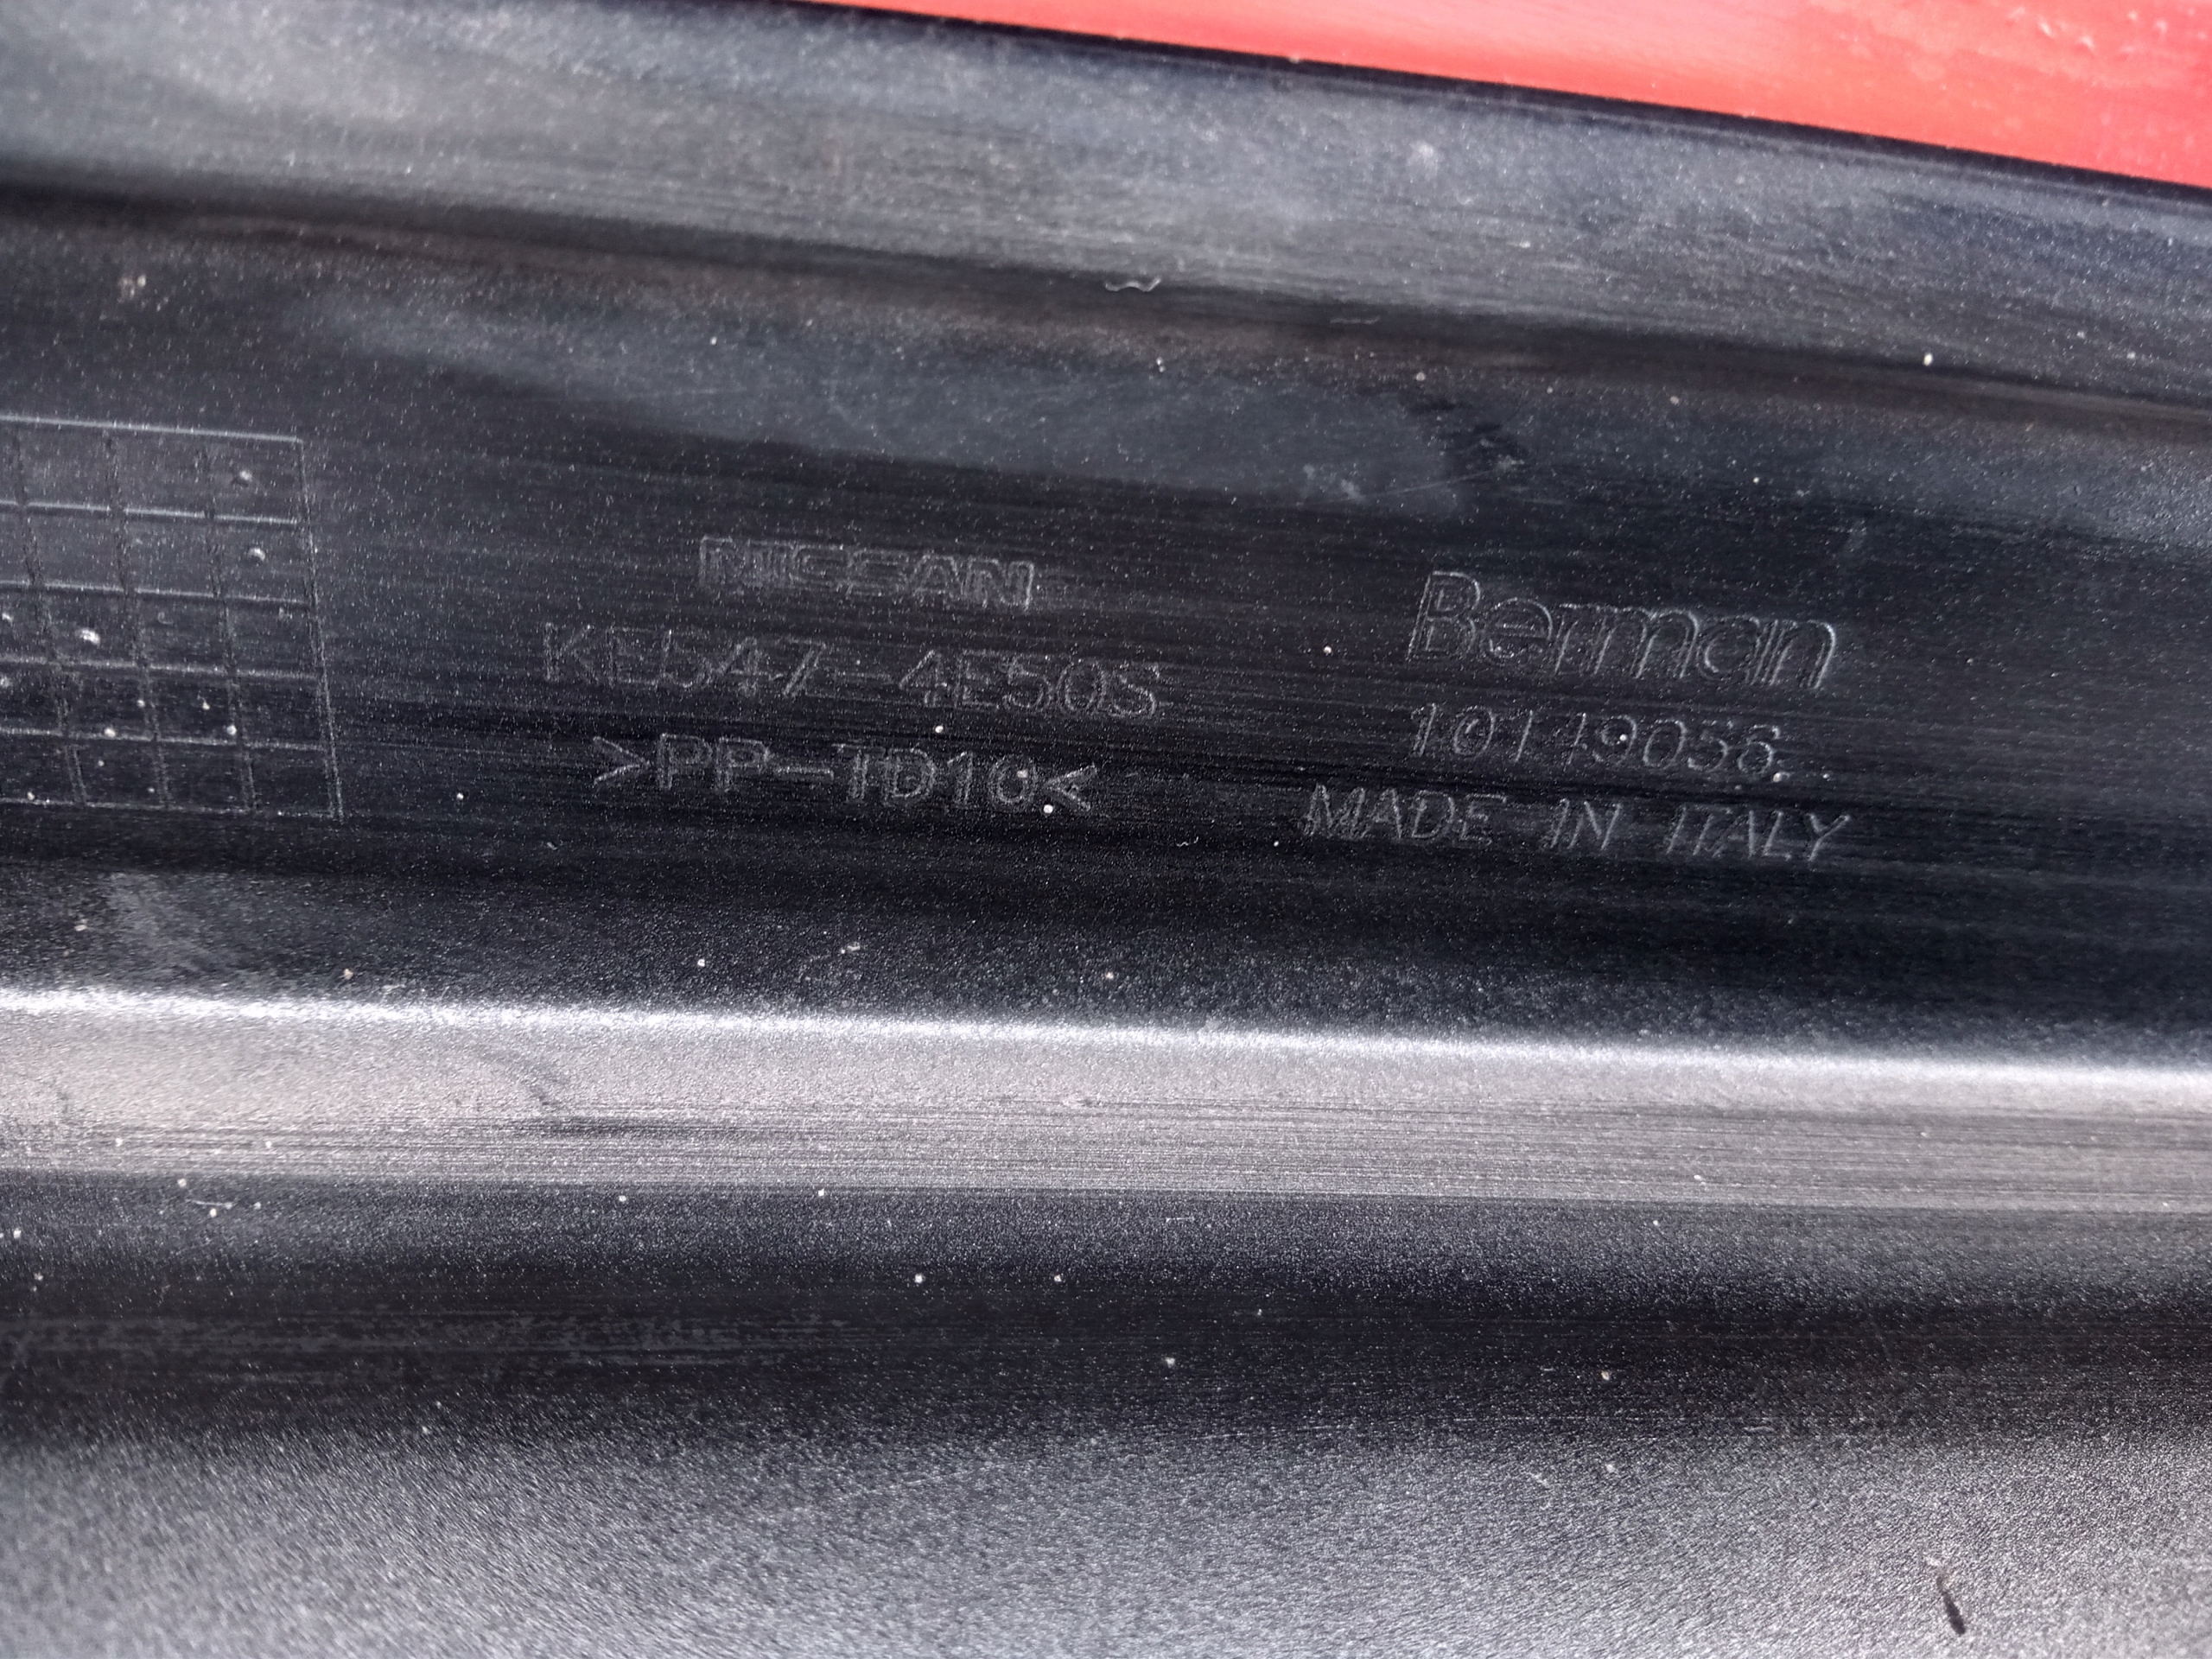 NISSAN
KE547-4E50S
>PP-TD10<
Berman
10149056
MADE IN ITALY